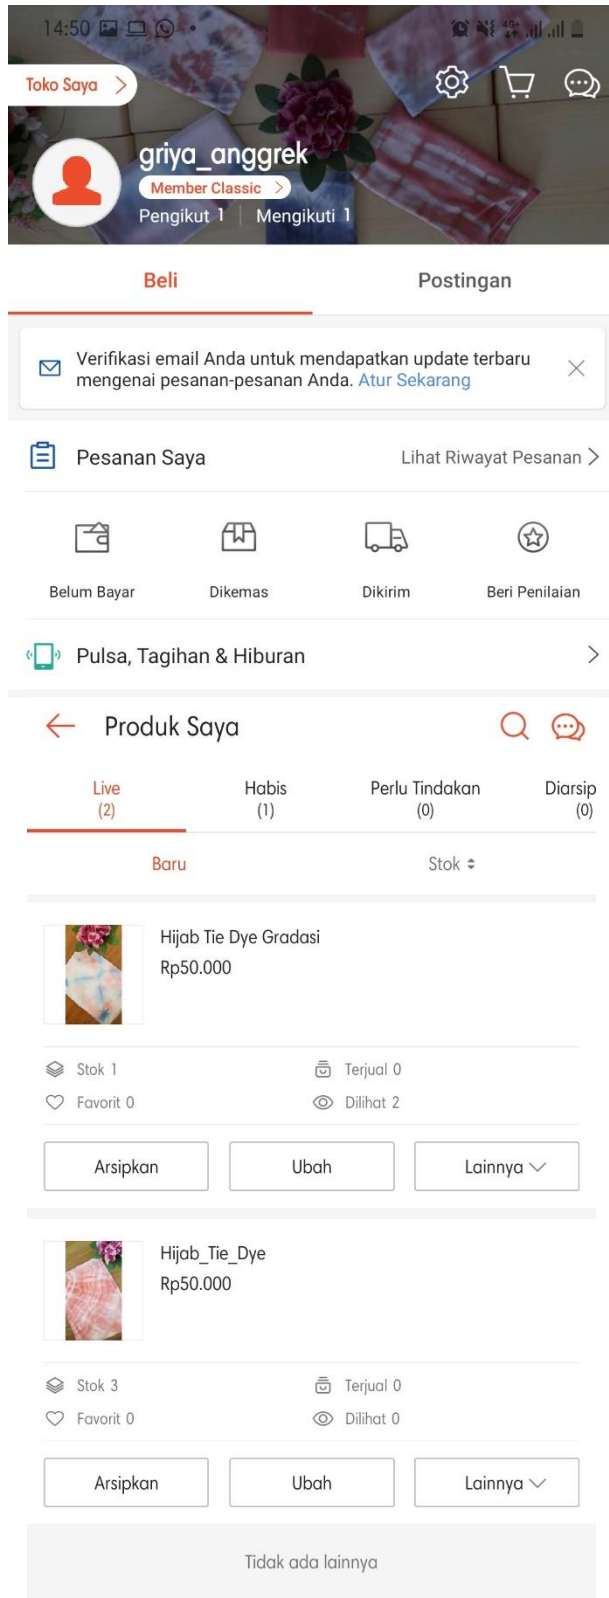 14:50
4G+
Toko Saya >
griya_anggrek
Member Classic >
Pengikut 1 | Mengikuti 1
Beli
Postingan
Verifikasi email Anda untuk mendapatkan update terbaru
mengenai pesanan-pesanan Anda. Atur Sekarang
Pesanan Saya
Lihat Riwayat Pesanan >
Belum Bayar
Dikemas
Dikirim
Beri Penilaian
Pulsa, Tagihan & Hiburan
Produk Saya
Live
(2)
Habis
(1)
Perlu Tindakan
(0)
Diarsip
(0)
Baru
Stok
Hijab Tie Dye Gradasi
Rp50.000
Stok 1
Terjual 0
Favorit 0
Dilihat 2
Arsipkan
Ubah
Lainnya
Hijab_Tie_Dye
Rp50.000
Stok 3
Terjual 0
Favorit 0
Dilihat 0
Arsipkan
Ubah
Lainnya
Tidak ada lainnya